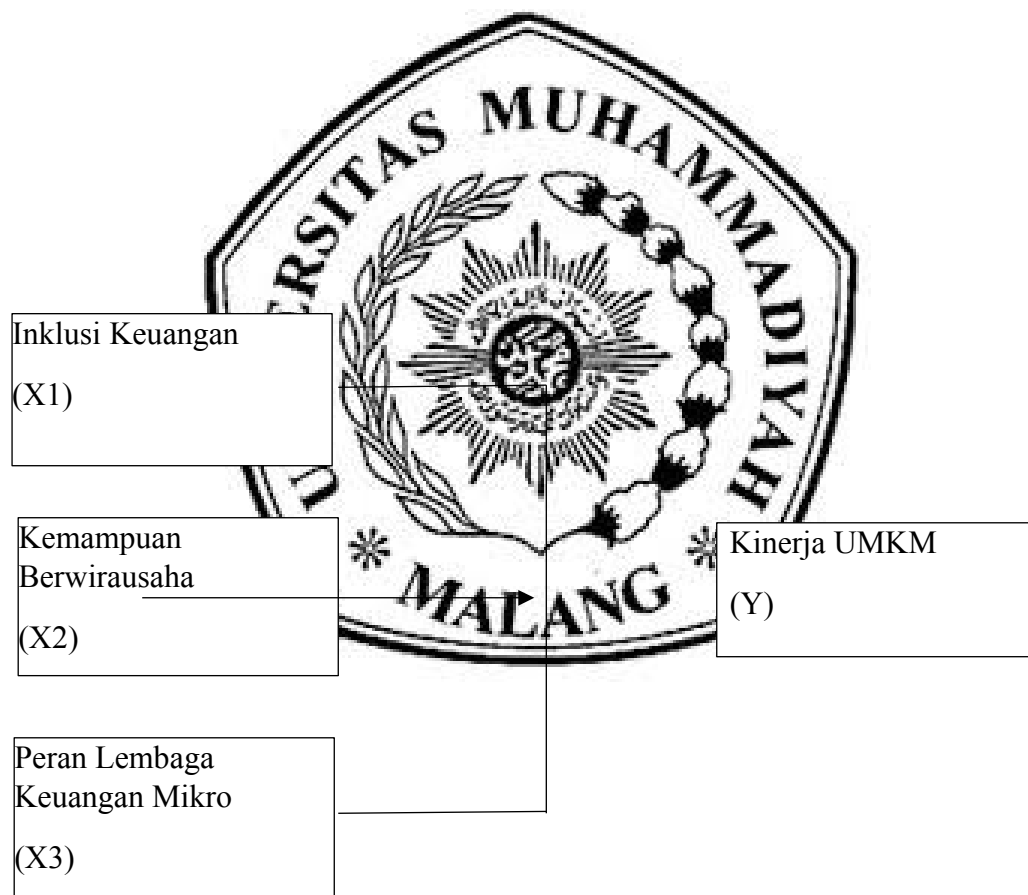 UNIVERSITAS MUHAMMADIYAH
MALANG
Inklusi Keuangan
(X1)
Kemampuan
Berwirausaha
(X2)
Kinerja UMKM
(Y)
Peran Lembaga
Keuangan Mikro
(X3)